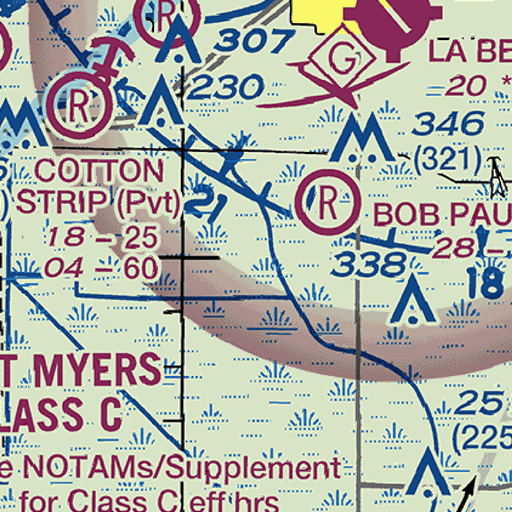 R
307
G
LA BE
20 *
230
R
346
(321)
COTTON
STRIP (Pvt)
21
R
BOB PAU
18 - 25
28 -
04 - 60
338
18
T MYERS
LASS C
25
(225
e NOTAMs/Supplement
for Class C eff hrs